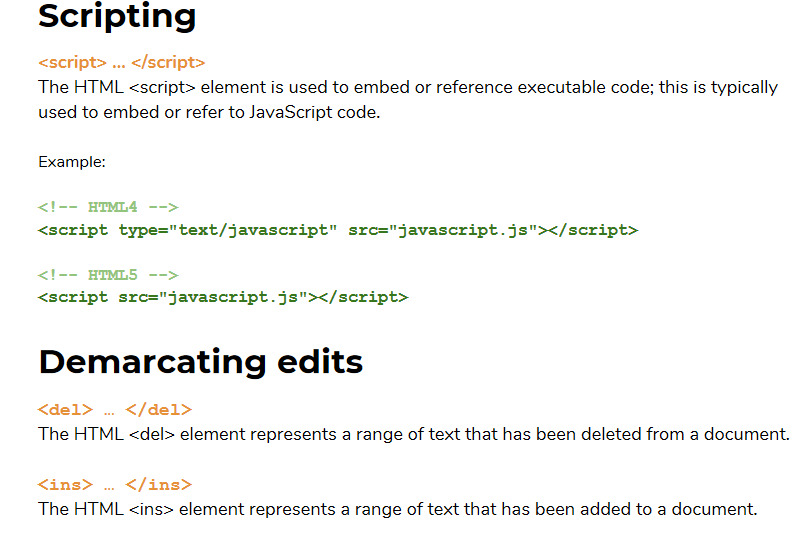 Scripting
<script> ... </script>
The HTML <script> element is used to embed or reference executable code; this is typically
used to embed or refer to JavaScript code.
Example:
<!-- HTML4 -->
<script type="text/javascript" src="javascript.js"></script>
<!-- HTML5 -->
<script src="javascript.js"></script>
Demarcating edits
<del> … </del>
The HTML <del> element represents a range of text that has been deleted from a document.
<ins> … </ins>
The HTML <ins> element represents a range of text that has been added to a document.